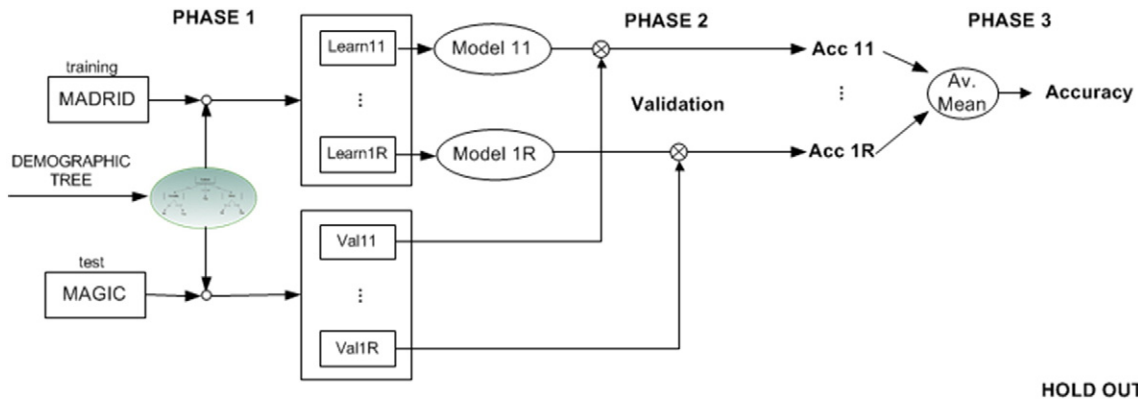 PHASE 1
PHASE 2
PHASE 3
training
MADRID
DEMOGRAPHIC
TREE
test
MAGIC
Learn11
⋮
Learn1R
Model 11
Model 1R
Val11
⋮
Val1R
Validation
Acc 11
⋮
Acc 1R
Av.
Mean
Accuracy
HOLD OUT